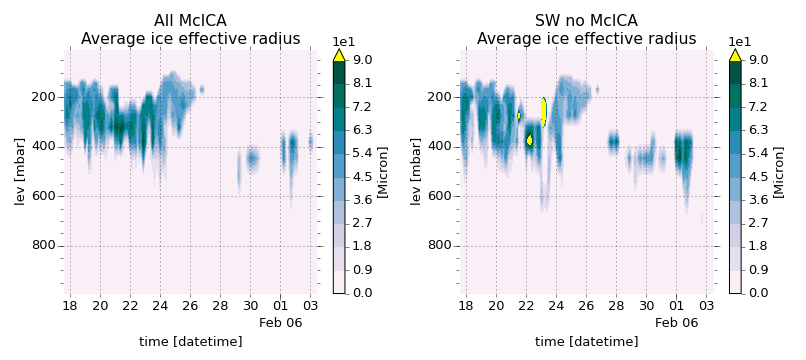 All McICA
Average ice effective radius
1e1
9.0
8.1
7.2
6.3
5.4
4.5
3.6
2.7
1.8
0.9
0.0
[Micron]
200
400
600
800
lev [mbar]
18 20 22 24 26 28 30 01 03
Feb 06
time [datetime]
SW no McICA
Average ice effective radius
1e1
9.0
8.1
7.2
6.3
5.4
4.5
3.6
2.7
1.8
0.9
0.0
[Micron]
200
400
600
800
lev [mbar]
18 20 22 24 26 28 30 01 03
Feb 06
time [datetime]